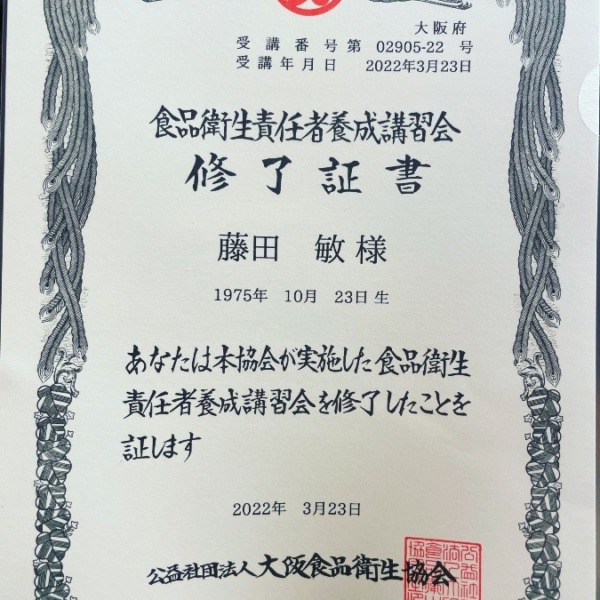 大阪府
受講番号第 02905-22 号
受講年月日 2022年3月23日
食品衛生責任者養成講習会
修了証書
藤田 敏様
1975年 10月 23日生
あなたは本協会が実施した食品衛生
責任者養成講習会を修了したことを
証します
2022年 3月23日
公益社団法人大阪食品衛生協会